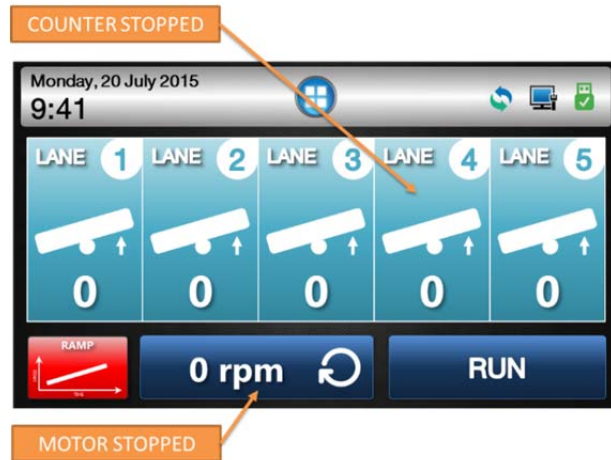 COUNTER STOPPED
Monday, 20 July 2015
9:41
LANE 1 LANE 2 LANE 3 LANE 4 LANE 5
0 0 0 0 0
RAMP
0 rpm
RUN
MOTOR STOPPED